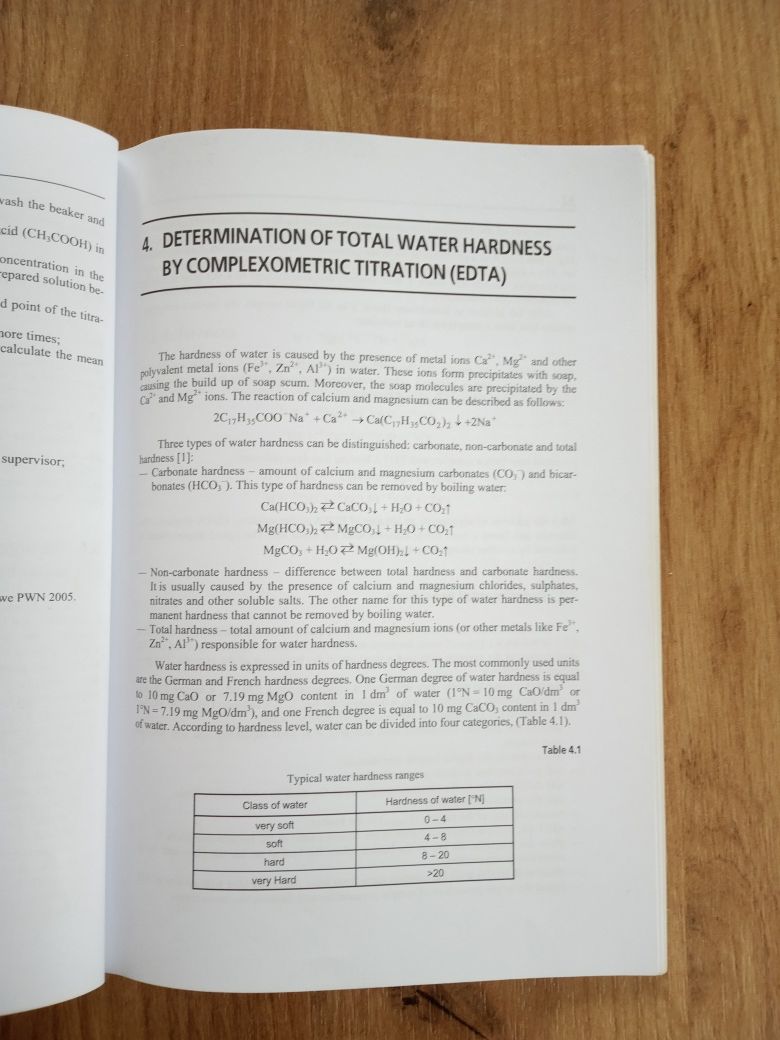 wash the beaker and
cid (CH₃COOH) in
oncentration in the
repared solution be-
d point of the titra-
more times;
calculate the mean
supervisor;
we PWN 2005.
4. DETERMINATION OF TOTAL WATER HARDNESS
BY COMPLEXOMETRIC TITRATION (EDTA)
The hardness of water is caused by the presence of metal ions Ca²⁺, Mg²⁺ and other
polyvalent metal ions (Fe³⁺, Zn²⁺, Al³⁺) in water. These ions form precipitates with soap,
causing the build up of soap scum. Moreover, the soap molecules are precipitated by the
Ca²⁺ and Mg²⁺ ions. The reaction of calcium and magnesium can be described as follows:
2C₁₇H₃₅COO⁻Na⁺ + Ca²⁺ → Ca(C₁₇H₃₅CO₂)₂ ↓ +2Na⁺
Three types of water hardness can be distinguished: carbonate, non-carbonate and total
hardness [1]:
– Carbonate hardness – amount of calcium and magnesium carbonates (CO₃⁻) and bicar-
bonates (HCO₃⁻). This type of hardness can be removed by boiling water:
Ca(HCO₃)₂ ⇄ CaCO₃↓ + H₂O + CO₂↑
Mg(HCO₃)₂ ⇄ MgCO₃↓ + H₂O + CO₂↑
MgCO₃ + H₂O ⇄ Mg(OH)₂↓ + CO₂↑
– Non-carbonate hardness – difference between total hardness and carbonate hardness.
It is usually caused by the presence of calcium and magnesium chlorides, sulphates,
nitrates and other soluble salts. The other name for this type of water hardness is per-
manent hardness that cannot be removed by boiling water.
– Total hardness – total amount of calcium and magnesium ions (or other metals like Fe³⁺,
Zn²⁺, Al³⁺) responsible for water hardness.
Water hardness is expressed in units of hardness degrees. The most commonly used units
are the German and French hardness degrees. One German degree of water hardness is equal
to 10 mg CaO or 7.19 mg MgO content in 1 dm³ of water (1°N = 10 mg CaO/dm³ or
1°N = 7.19 mg MgO/dm³), and one French degree is equal to 10 mg CaCO₃ content in 1 dm³
of water. According to hardness level, water can be divided into four categories, (Table 4.1).
Table 4.1
Typical water hardness ranges
Class of water Hardness of water [°N]
very soft 0 – 4
soft 4 – 8
hard 8 – 20
very Hard >20